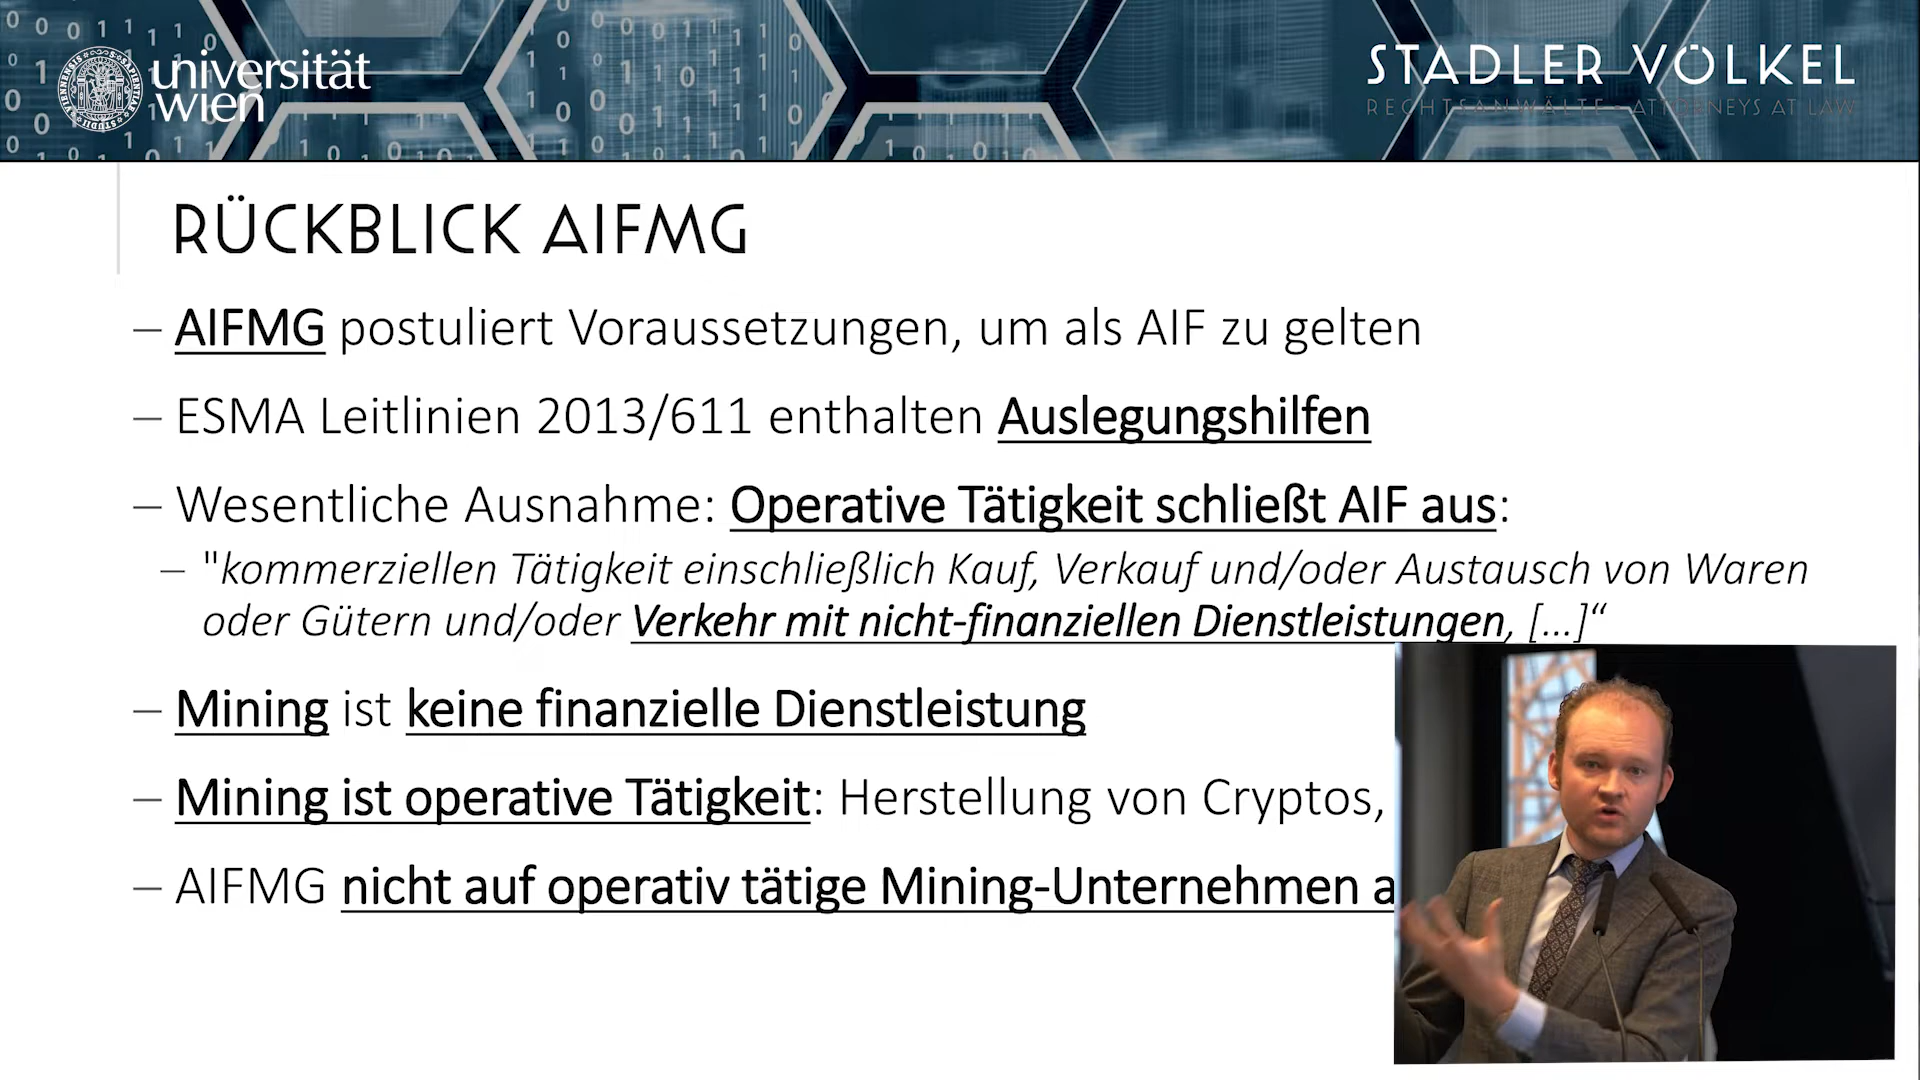 universität
wien
STADLER VÖLKEL
RECHTSANWÄLTE - ATTORNEYS AT LAW
RÜCKBLICK AIFMG
– AIFMG postuliert Voraussetzungen, um als AIF zu gelten
– ESMA Leitlinien 2013/611 enthalten Auslegungshilfen
– Wesentliche Ausnahme: Operative Tätigkeit schließt AIF aus:
– "kommerziellen Tätigkeit einschließlich Kauf, Verkauf und/oder Austausch von Waren
oder Gütern und/oder Verkehr mit nicht-finanziellen Dienstleistungen, [...]“
– Mining ist keine finanzielle Dienstleistung
– Mining ist operative Tätigkeit: Herstellung von Cryptos,
– AIFMG nicht auf operativ tätige Mining-Unternehmen a